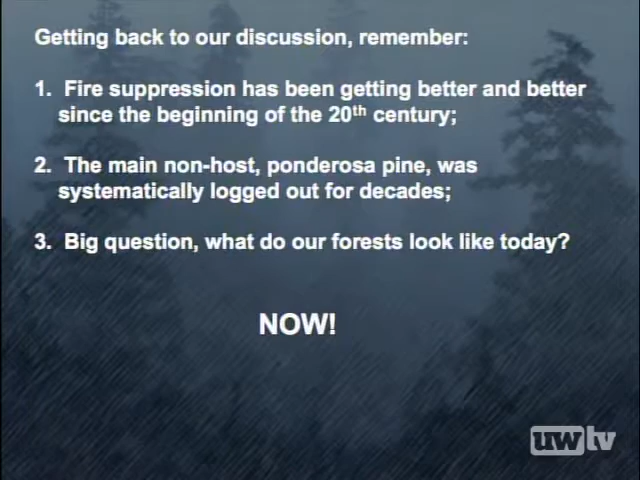 Getting back to our discussion, remember:
1. Fire suppression has been getting better and better
since the beginning of the 20th century;
2. The main non-host, ponderosa pine, was
systematically logged out for decades;
3. Big question, what do our forests look like today?
NOW!
uwtv